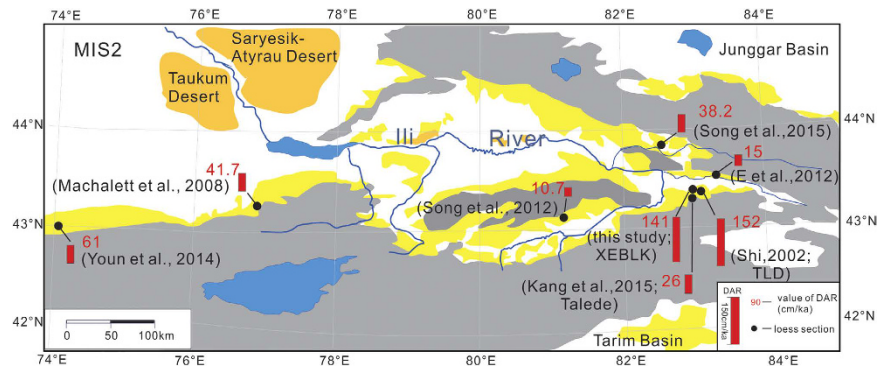 74°E
76°E
78°E
80°E
82°E
84°E
MIS2
Saryesik-
Atyrau Desert
Junggar Basin
Taukum
Desert
44°N
44°N
38.2
(Song et al.,2015)
Ili River
15
(E et al.,2012)
41.7
(Machalett et al., 2008)
10.7
(Song et al., 2012)
43°N
43°N
61
(Youn et al., 2014)
141
(this study;
XEBLK)
152
(Shi,2002;
TLD)
26
(Kang et al.,2015;
Talede)
DAR
150cm/ka
90
value of DAR
(cm/ka)
loess section
42°N
42°N
0 50 100km
Tarim Basin
74°E
76°E
78°E
80°E
82°E
84°E